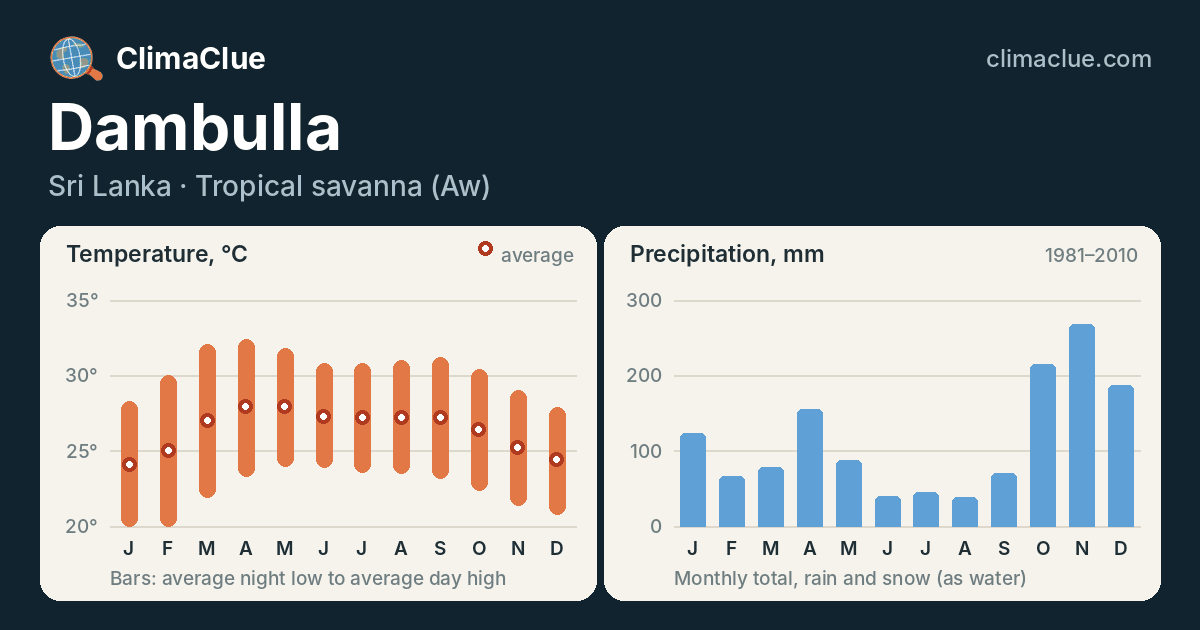 ClimaClue
climaclue.com
Dambulla
Sri Lanka · Tropical savanna (Aw)
Temperature, °C
average
35°
30°
25°
20°
J F M A M J J A S O N D
Bars: average night low to average day high
Precipitation, mm
1981–2010
300
200
100
0
J F M A M J J A S O N D
Monthly total, rain and snow (as water)